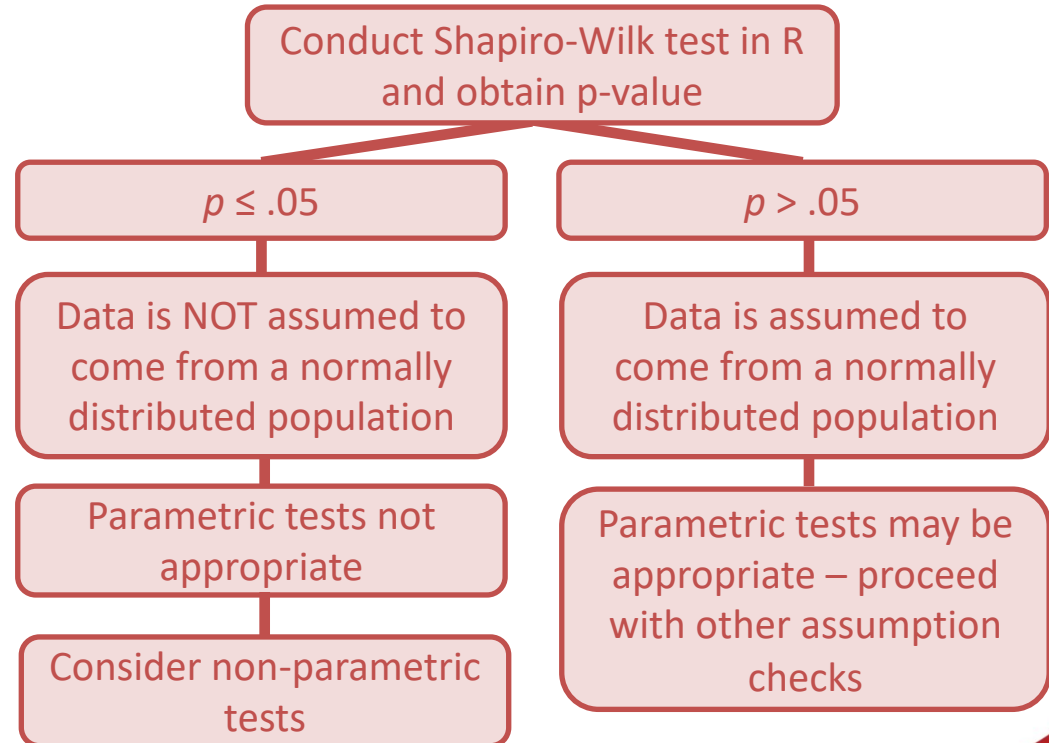 Conduct Shapiro-Wilk test in R
and obtain p-value
p ≤ .05
Data is NOT assumed to
come from a normally
distributed population
Parametric tests not
appropriate
Consider non-parametric
tests
p > .05
Data is assumed to
come from a normally
distributed population
Parametric tests may be
appropriate – proceed
with other assumption
checks